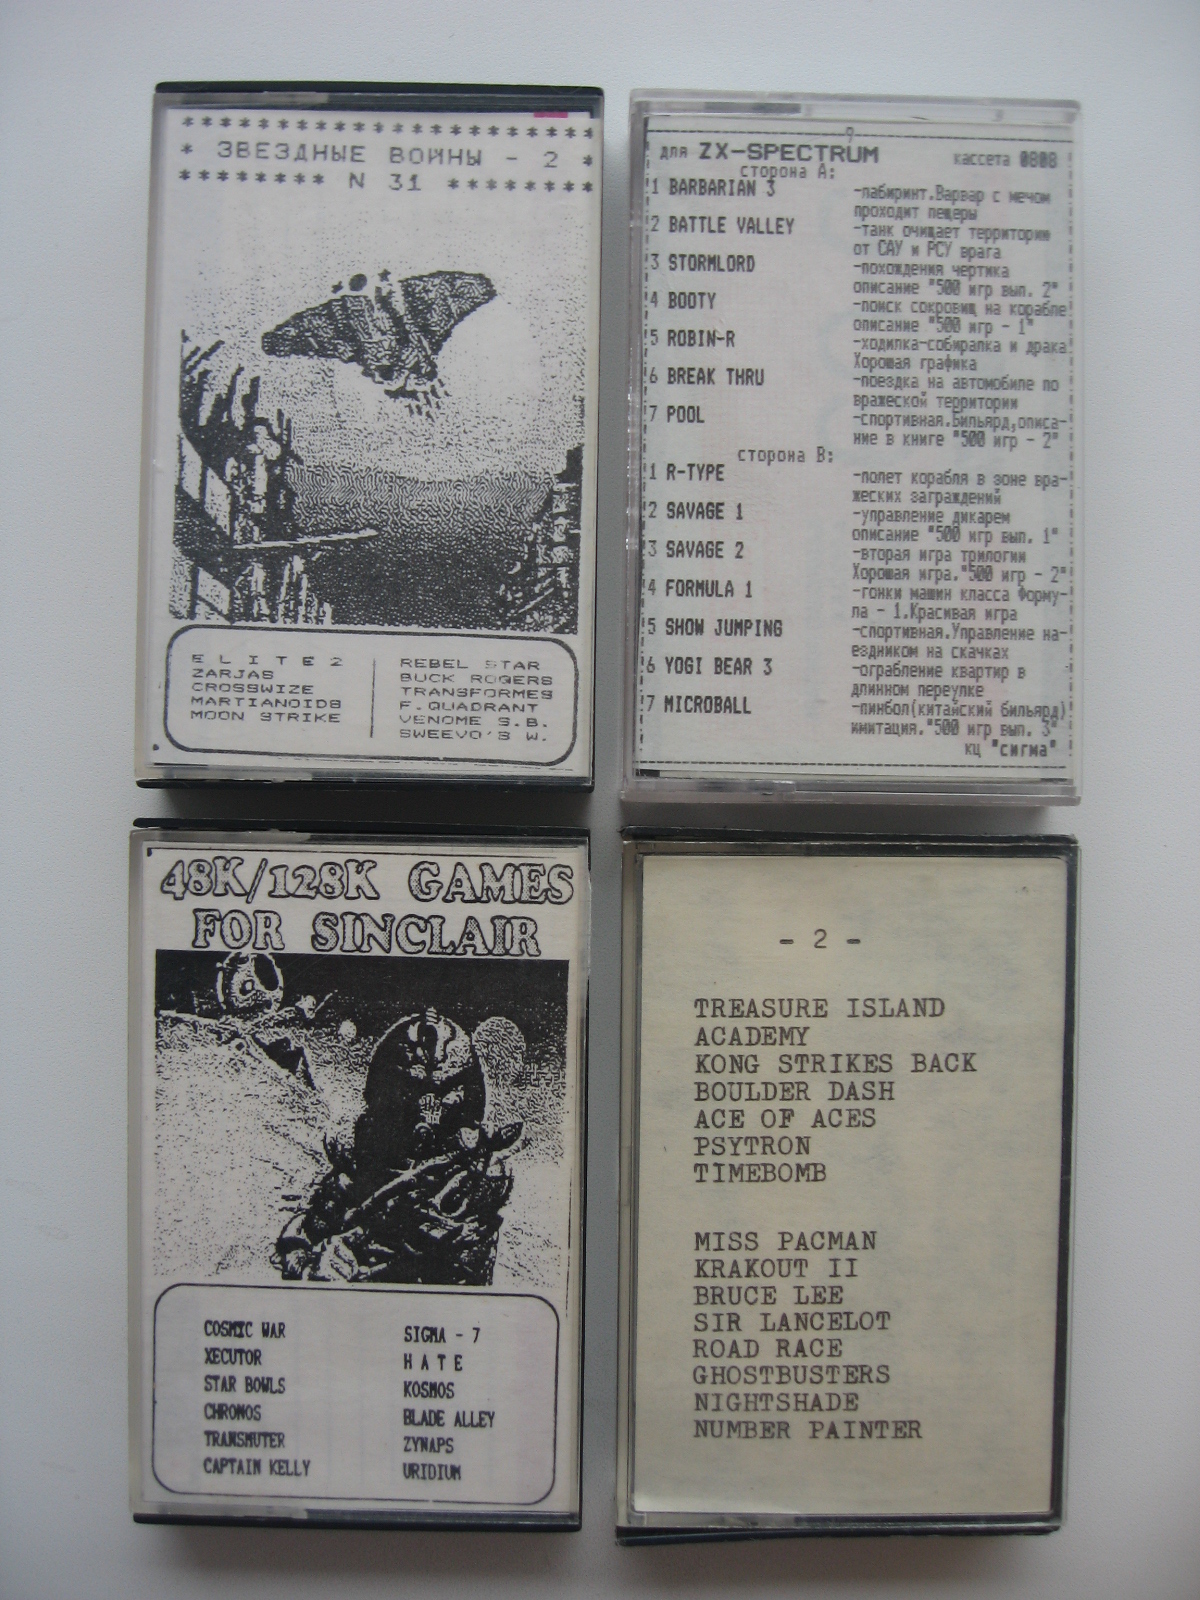 * * * * * * * * * * * * * * * * * * * * *
* ЗВЕЗДНЫЕ ВОЙНЫ - 2 *
* * * * * * * * N 31 * * * * * * * *
E L I T E 2
ZARJAS
CROSSWIZE
MARTIANOIDS
MOON STRIKE
REBEL STAR
BUCK ROGERS
TRANSFORMES
F.QUADRANT
VENOME S.B.
SWEEVO'S W.
9
для ZX-SPECTRUM кассета 0808
сторона А:
1 BARBARIAN 3 -лабиринт.Варвар с мечом
проходит пещеры
2 BATTLE VALLEY -танк очищает территорию
от САУ и РСУ врага
3 STORMLORD -похождения чертика
описание "500 игр вып. 2"
4 BOOTY -поиск сокровищ на корабле
описание "500 игр - 1"
5 ROBIN-R -ходилка-собиралка и драка
Хорошая графика
6 BREAK THRU -поездка на автомобиле по
вражеской территории
7 POOL -спортивная.Бильярд,описа-
ние в книге "500 игр - 2"
сторона В:
1 R-TYPE -полет корабля в зоне вра-
жеских заграждений
2 SAVAGE 1 -управление дикарем
описание "500 игр вып. 1"
3 SAVAGE 2 -вторая игра трилогии
Хорошая игра."500 игр - 2"
4 FORMULA 1 -гонки машин класса Форму-
ла - 1.Красивая игра
5 SHOW JUMPING -спортивная.Управление на-
ездником на скачках
6 YOGI BEAR 3 -ограбление квартир в
длинном переулке
7 MICROBALL -пинбол(китайский бильярд)
имитация."500 игр вып. 3"
кц "сигма"
48K/128K GAMES
FOR SINCLAIR
COSMIC WAR
XECUTOR
STAR BOWLS
CHRONOS
TRANSMUTER
CAPTAIN KELLY
SIGMA - 7
H A T E
KOSMOS
BLADE ALLEY
ZYNAPS
URIDIUM
- 2 -
TREASURE ISLAND
ACADEMY
KONG STRIKES BACK
BOULDER DASH
ACE OF ACES
PSYTRON
TIMEBOMB
MISS PACMAN
KRAKOUT II
BRUCE LEE
SIR LANCELOT
ROAD RACE
GHOSTBUSTERS
NIGHTSHADE
NUMBER PAINTER